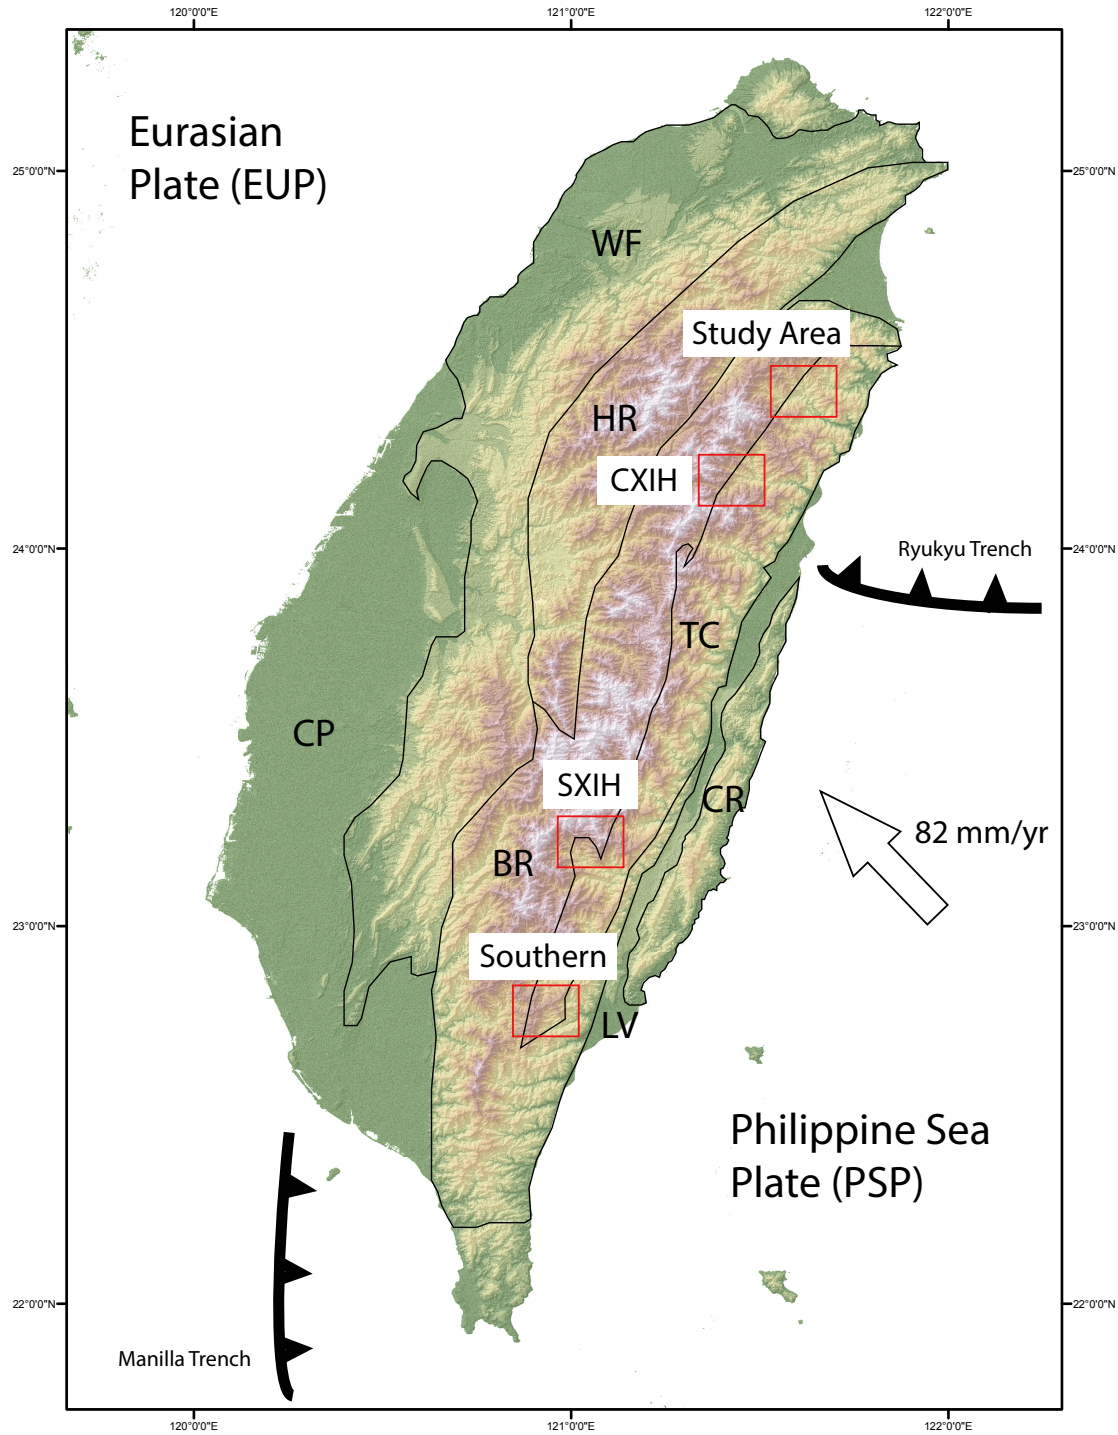 120°0'0"E
121°0'0"E
122°0'0"E
Eurasian
Plate (EUP)
25°0'0"N
25°0'0"N
WF
Study Area
HR
CXIH
24°0'0"N
24°0'0"N
Ryukyu Trench
TC
CP
SXIH
CR
82 mm/yr
BR
23°0'0"N
23°0'0"N
Southern
LV
Philippine Sea
Plate (PSP)
22°0'0"N
22°0'0"N
Manilla Trench
120°0'0"E
121°0'0"E
122°0'0"E